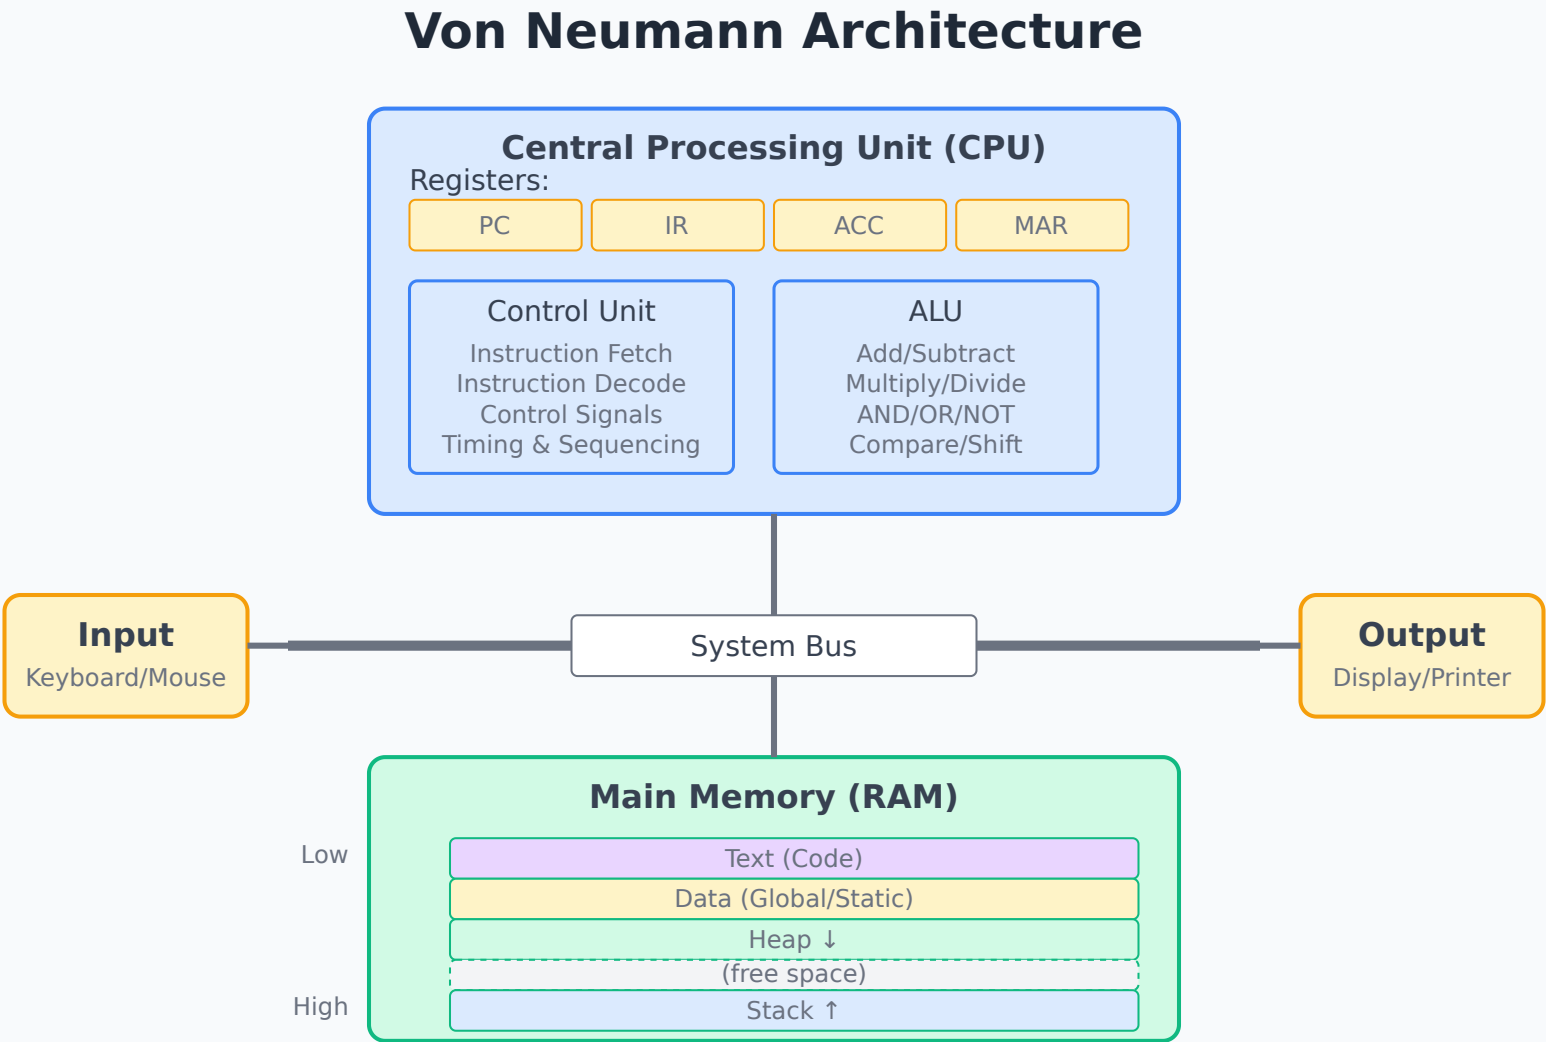 Von Neumann Architecture
Central Processing Unit (CPU)
Registers:
PC
IR
ACC
MAR
Control Unit
Instruction Fetch
Instruction Decode
Control Signals
Timing & Sequencing
ALU
Add/Subtract
Multiply/Divide
AND/OR/NOT
Compare/Shift
Input
Keyboard/Mouse
System Bus
Output
Display/Printer
Main Memory (RAM)
Low
Text (Code)
Data (Global/Static)
Heap ↓
(free space)
High
Stack ↑